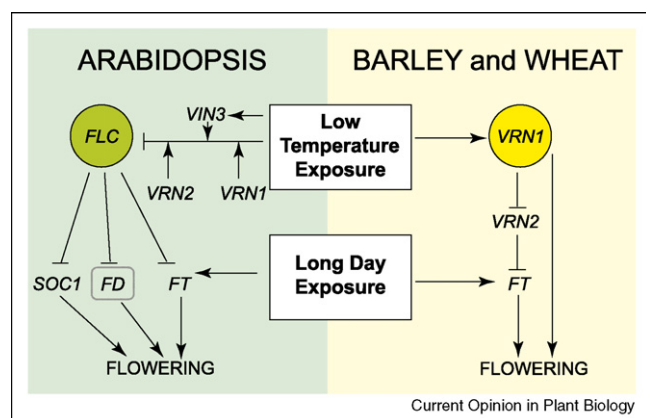 ARABIDOPSIS
BARLEY and WHEAT
VIN3
FLC
Low
Temperature
Exposure
VRN1
VRN2
VRN1
VRN2
Long Day
Exposure
SOC1
FD
FT
FT
FLOWERING
FLOWERING
Current Opinion in Plant Biology